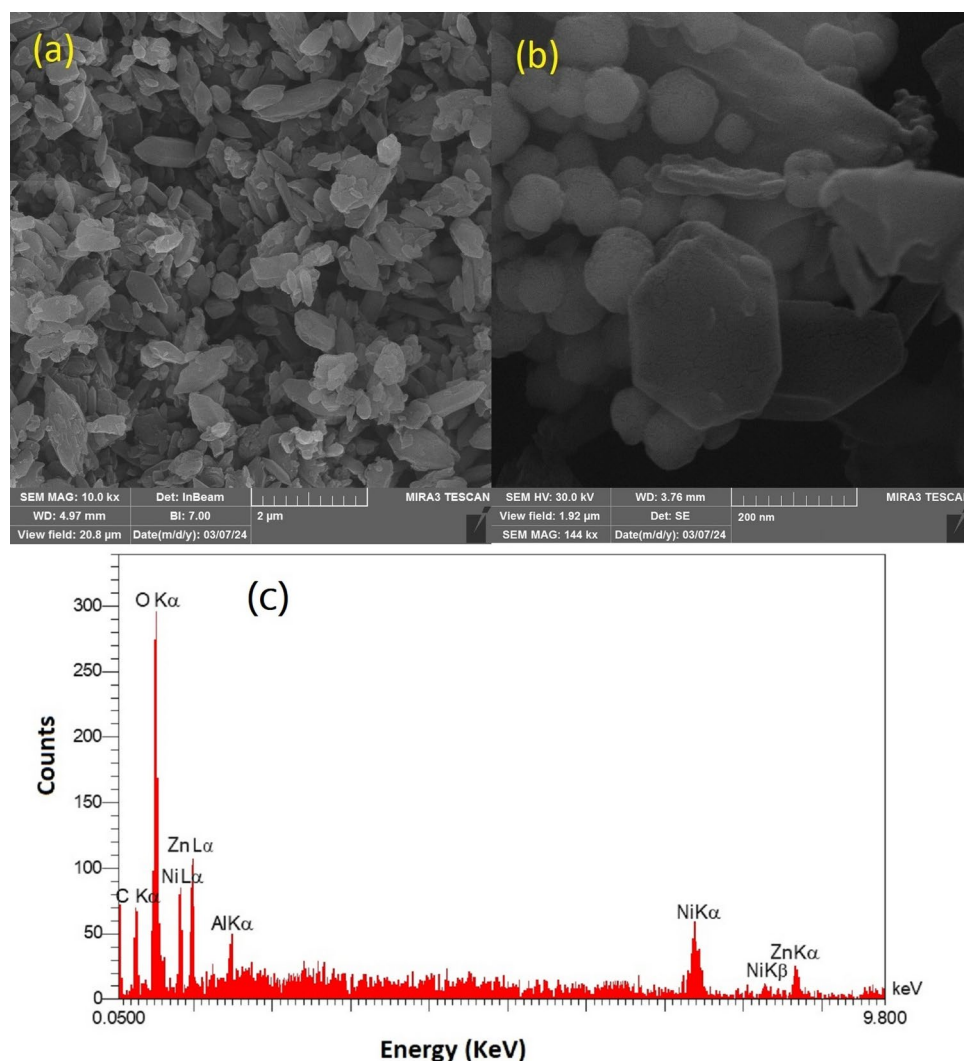 (a)
(b)
SEM MAG: 10.0 kx Det: InBeam MIRA3 TESCAN
WD: 4.97 mm BI: 7.00 2 µm
View field: 20.8 µm Date(m/d/y): 03/07/24
SEM HV: 30.0 kV WD: 3.76 mm MIRA3 TESCAN
View field: 1.92 µm Det: SE 200 nm
SEM MAG: 144 kx Date(m/d/y): 03/07/24
(c)
O Kα
300
250
200
Counts
150
Zn Lα
100
Ni Lα
C Kα
AlKα
50
NiKα
ZnKα
NiKβ
0
keV
0.0500
9.800
Energy (KeV)